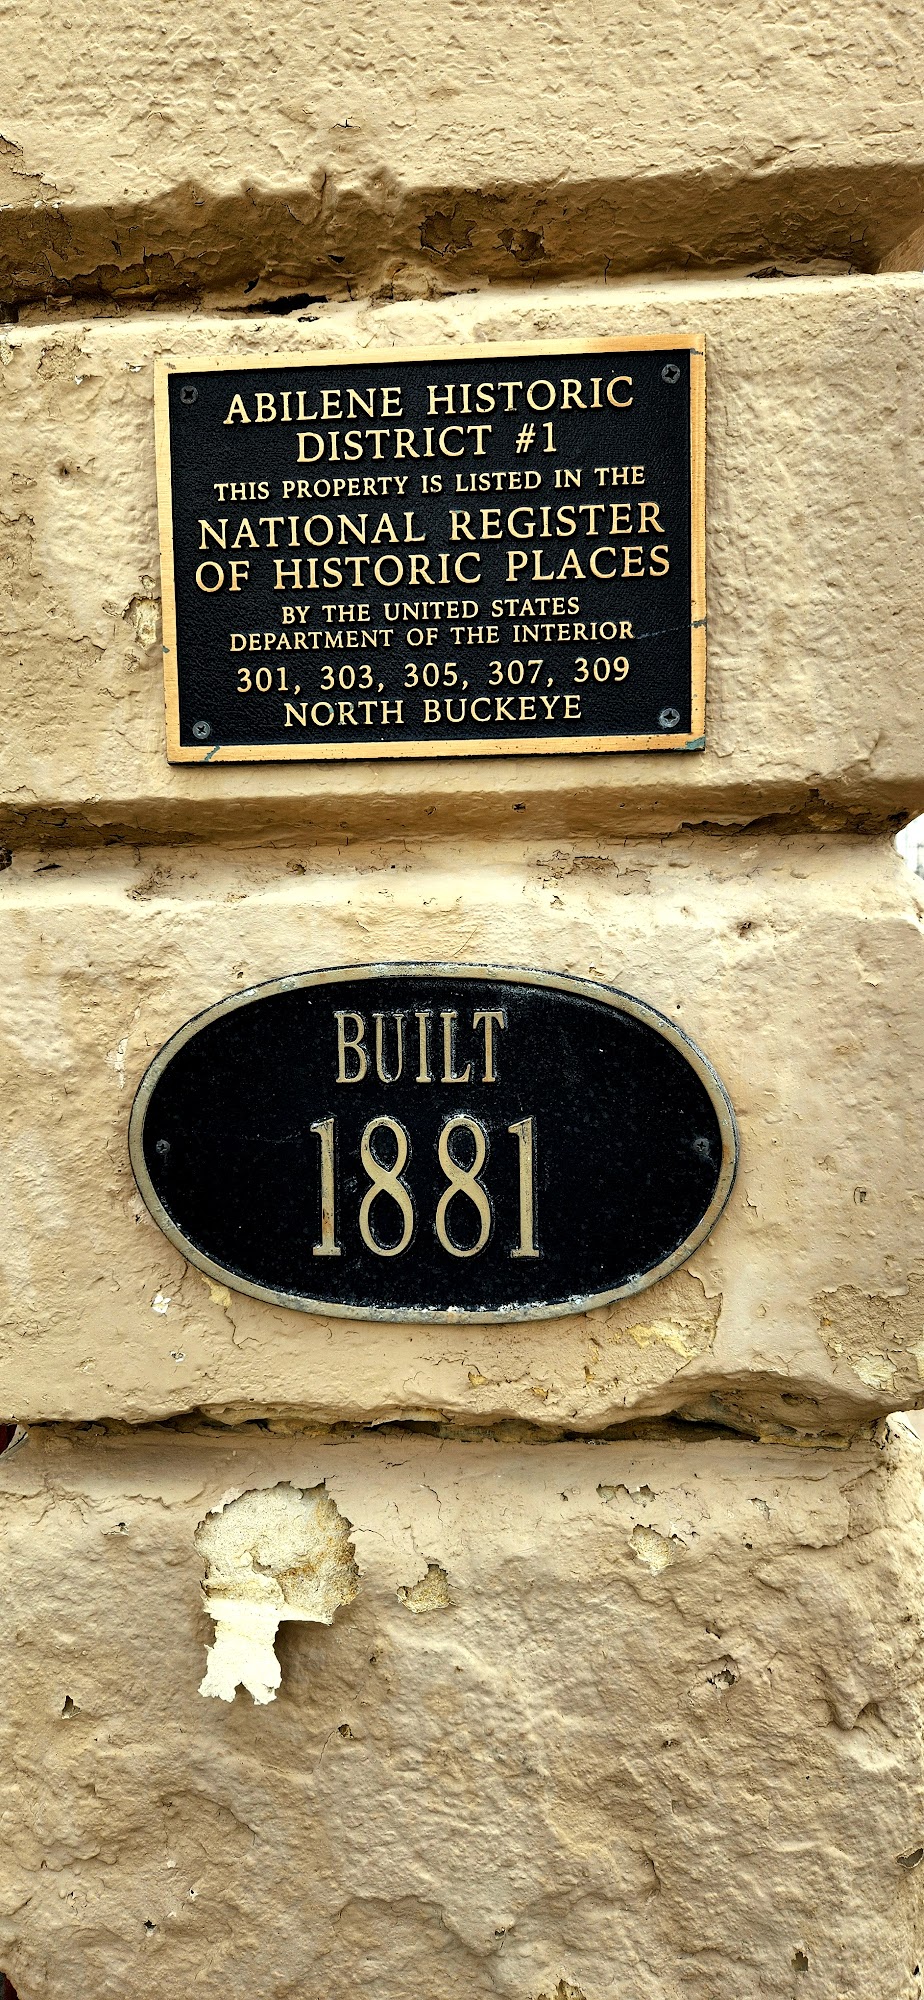 ABILENE HISTORIC
DISTRICT #1
THIS PROPERTY IS LISTED IN THE
NATIONAL REGISTER
OF HISTORIC PLACES
BY THE UNITED STATES
DEPARTMENT OF THE INTERIOR
301, 303, 305, 307, 309
NORTH BUCKEYE
BUILT
1881